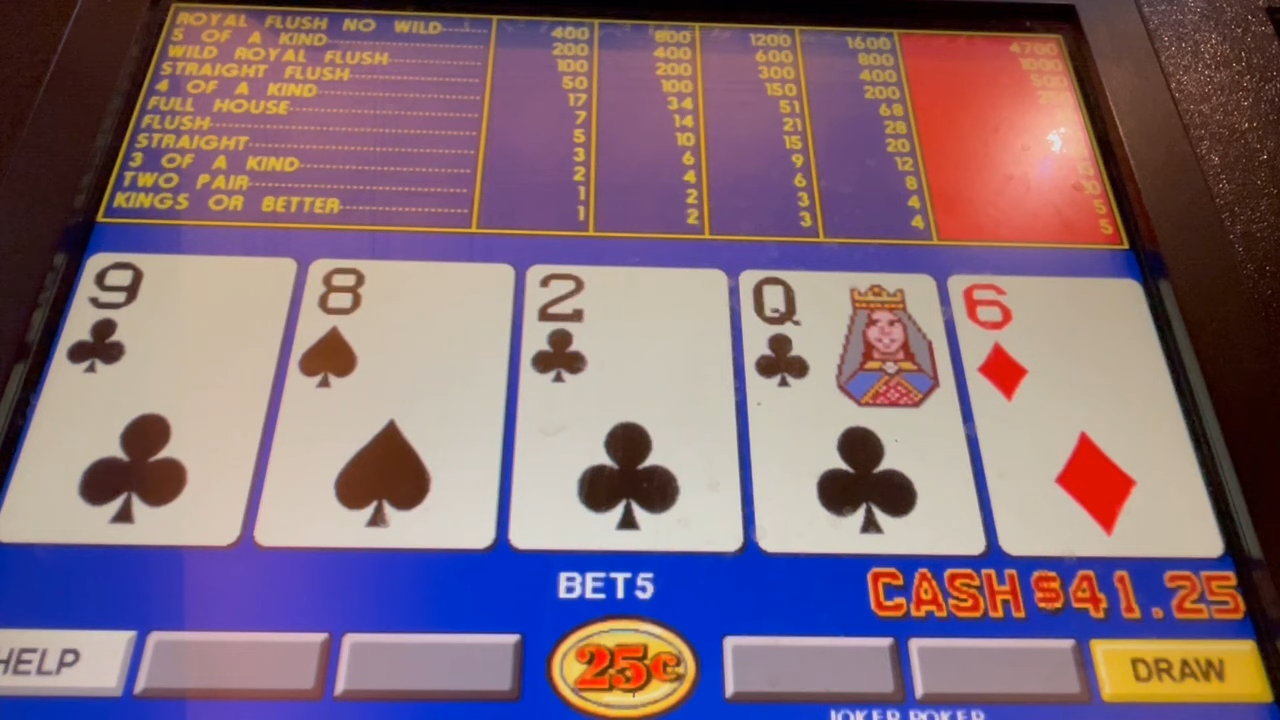 ROYAL FLUSH NO WILD 400 800 1200 1600 4700
5 OF A KIND 200 400 600 800 1000
WILD ROYAL FLUSH 100 200 300 400 500
STRAIGHT FLUSH 50 100 150 200
4 OF A KIND 17 34 51 68
FULL HOUSE 7 14 21 28
FLUSH 5 10 15 20
STRAIGHT 3 6 9 12
3 OF A KIND 2 4 6 8 10
TWO PAIR 1 2 3 4 5
KINGS OR BETTER 1 2 3 4 5
9 8 2 Q 6
BET5 CASH $41.25
HELP 25¢ DRAW
JOKER POKER